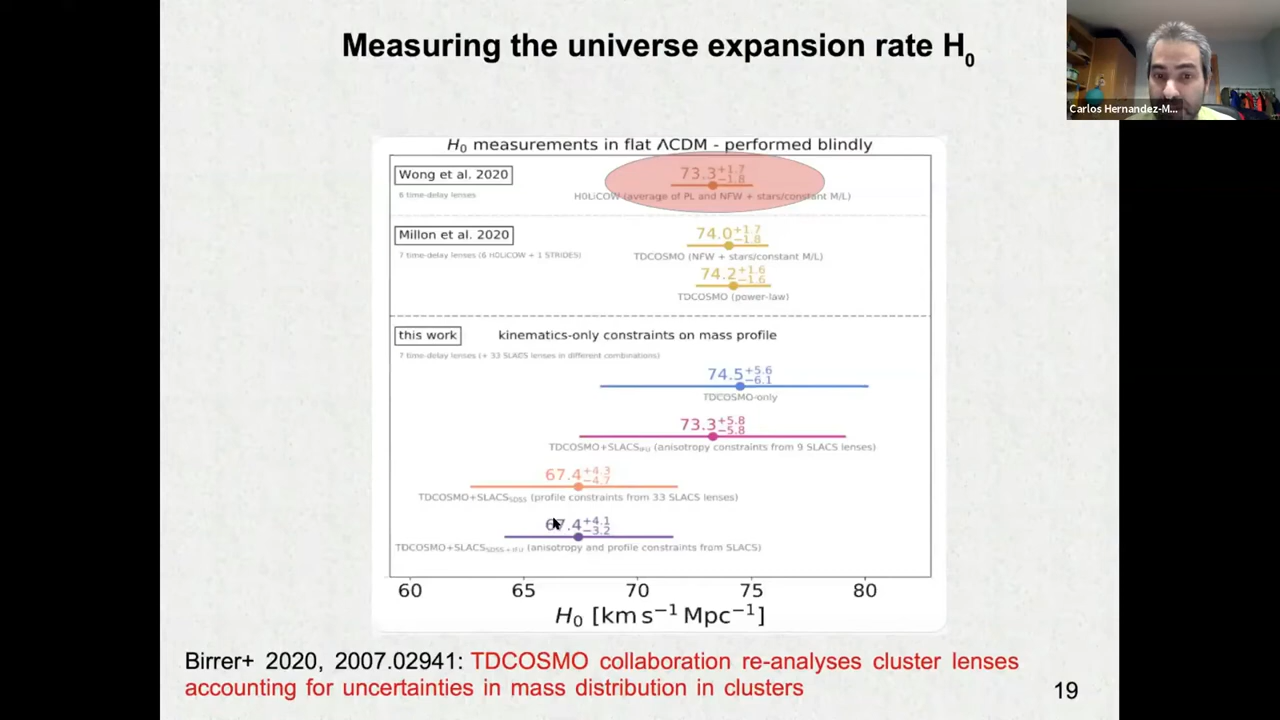 Measuring the universe expansion rate H₀
Carlos Hernandez-M...
H₀ measurements in flat ΛCDM - performed blindly
Wong et al. 2020
73.3+1.7−1.8
6 time-delay lenses
H0LiCOW (average of PL and NFW + stars/constant M/L)
Millon et al. 2020
74.0+1.7−1.8
7 time-delay lenses (6 H0LiCOW + 1 STRIDES)
TDCOSMO (NFW + stars/constant M/L)
74.2+1.6−1.6
TDCOSMO (power-law)
this work
kinematics-only constraints on mass profile
7 time-delay lenses (+ 33 SLACS lenses in different combinations)
74.5+5.6−6.1
TDCOSMO-only
73.3+5.8−5.8
TDCOSMO+SLACS_IFU (anisotropy constraints from 9 SLACS lenses)
67.4+4.3−4.7
TDCOSMO+SLACS_SDSS (profile constraints from 33 SLACS lenses)
67.4+4.1−3.2
TDCOSMO+SLACS_SDSS+IFU (anisotropy and profile constraints from SLACS)
60 65 70 75 80
H₀ [km s⁻¹ Mpc⁻¹]
Birrer+ 2020, 2007.02941: TDCOSMO collaboration re-analyses cluster lenses
accounting for uncertainties in mass distribution in clusters
19